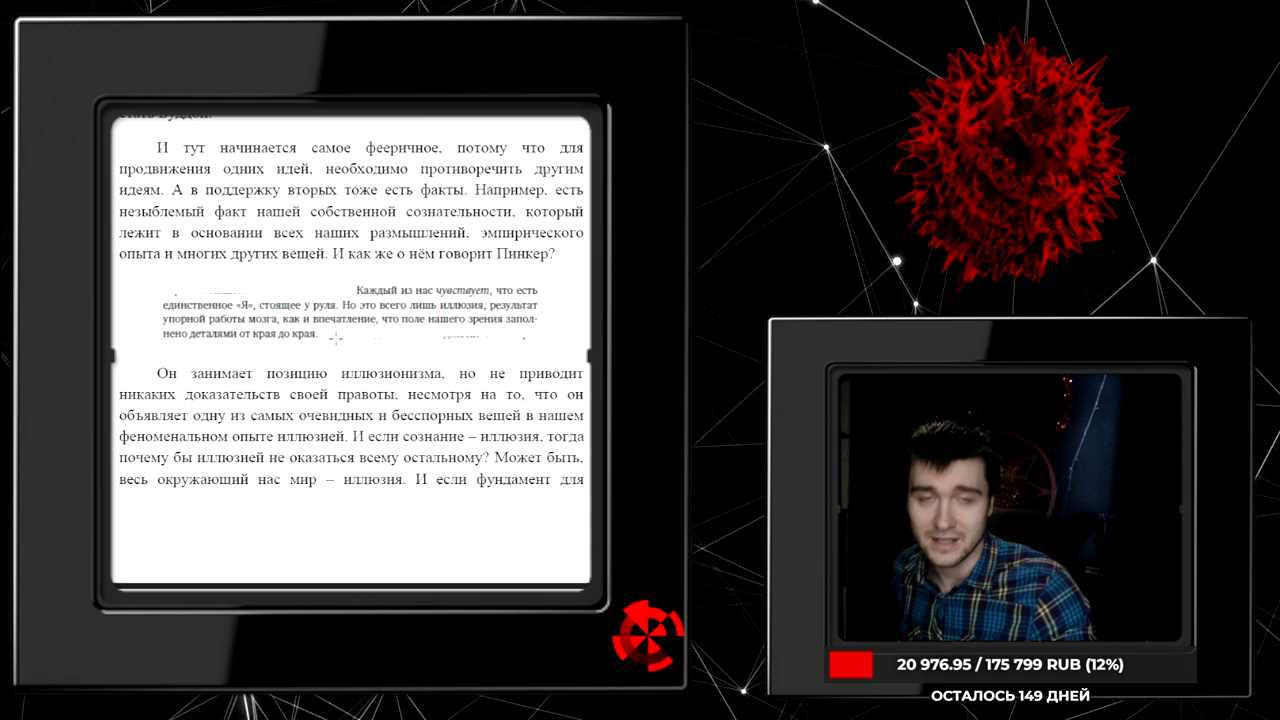 И тут начинается самое фееричное, потому что для
продвижения одних идей, необходимо противоречить другим
идеям. А в поддержку вторых тоже есть факты. Например, есть
незыблемый факт нашей собственной сознательности, который
лежит в основании всех наших размышлений, эмпирического
опыта и многих других вещей. И как же о нём говорит Пинкер?
Каждый из нас чувствует, что есть
единственное «Я», стоящее у руля. Но это всего лишь иллюзия, результат
упорной работы мозга, как и впечатление, что поле нашего зрения запол-
нено деталями от края до края.
Он занимает позицию иллюзионизма, но не приводит
никаких доказательств своей правоты, несмотря на то, что он
объявляет одну из самых очевидных и бесспорных вещей в нашем
феноменальном опыте иллюзией. И если сознание – иллюзия, тогда
почему бы иллюзией не оказаться всему остальному? Может быть,
весь окружающий нас мир – иллюзия. И если фундамент для
20 976.95 / 175 799 RUB (12%)
ОСТАЛОСЬ 149 ДНЕЙ